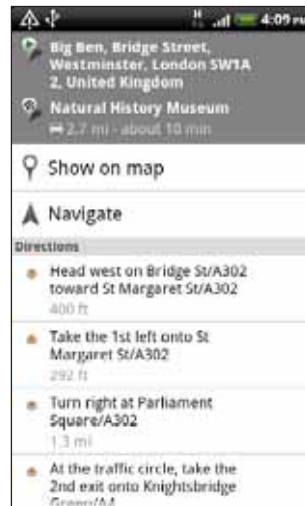 H
4:09 PM
Big Ben, Bridge Street,
Westminster, London SW1A
2, United Kingdom
Natural History Museum
2.7 mi - about 10 min
Show on map
Navigate
Directions
Head west on Bridge St/A302
toward St Margaret St/A302
400 ft
Take the 1st left onto St
Margaret St/A302
292 ft
Turn right at Parliament
Square/A302
1.3 mi
At the traffic circle, take the
2nd exit onto Knightsbridge
Green/A4